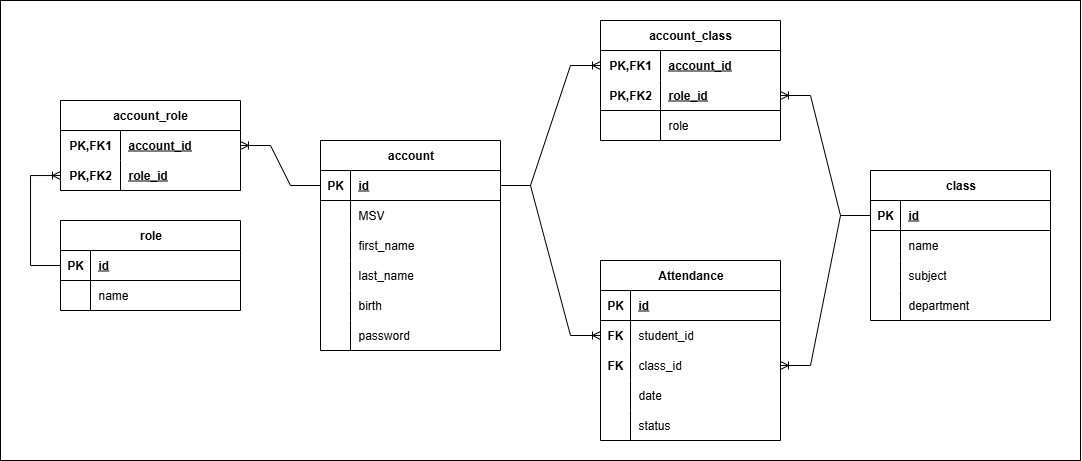 account_role
PK,FK1 account_id
PK,FK2 role_id
role
PK id
name
account
PK id
MSV
first_name
last_name
birth
password
account_class
PK,FK1 account_id
PK,FK2 role_id
role
Attendance
PK id
FK student_id
FK class_id
date
status
class
PK id
name
subject
department